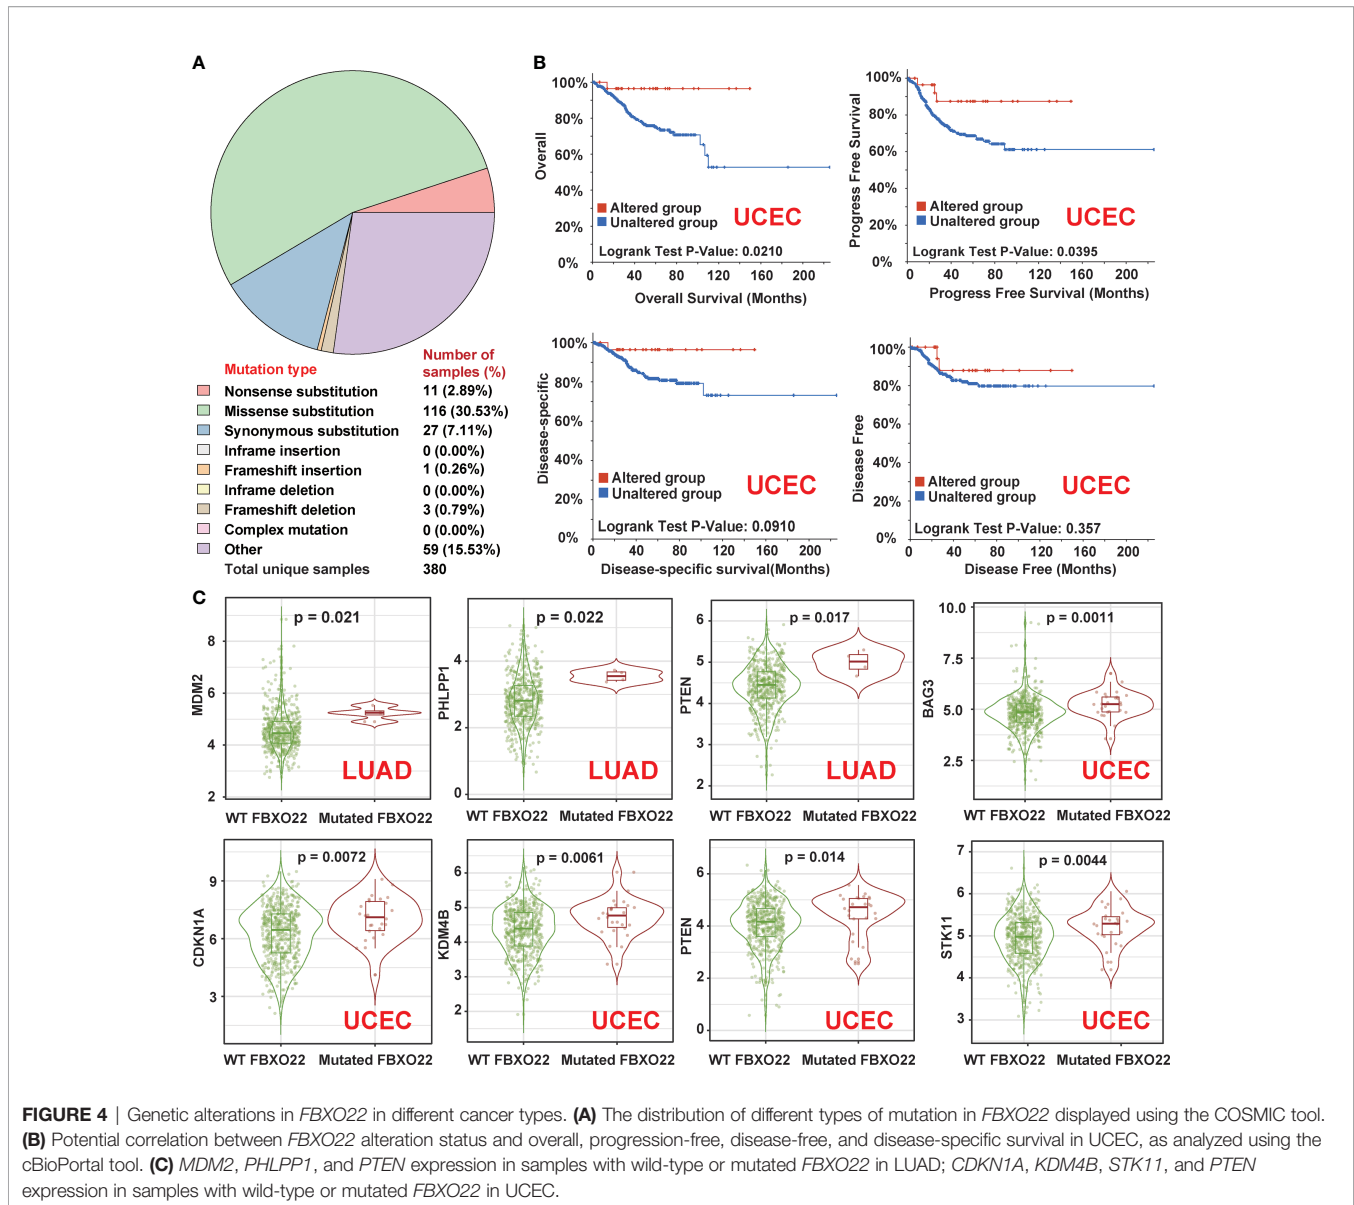 A
Mutation type
Number of
samples (%)
Nonsense substitution 11 (2.89%)
Missense substitution 116 (30.53%)
Synonymous substitution 27 (7.11%)
Inframe insertion 0 (0.00%)
Frameshift insertion 1 (0.26%)
Inframe deletion 0 (0.00%)
Frameshift deletion 3 (0.79%)
Complex mutation 0 (0.00%)
Other 59 (15.53%)
Total unique samples 380
B
100%
80%
60%
40%
20%
0%
Overall
Altered group
Unaltered group
UCEC
Logrank Test P-Value: 0.0210
0 40 80 120 160 200
Overall Survival (Months)
100%
80%
60%
40%
20%
0%
Progress Free Survival
Altered group
Unaltered group
UCEC
Logrank Test P-Value: 0.0395
0 40 80 120 160 200
Progress Free Survival (Months)
100%
80%
60%
40%
20%
0%
Disease-specific
Altered group
Unaltered group
UCEC
Logrank Test P-Value: 0.0910
0 40 80 120 160 200
Disease-specific survival(Months)
100%
80%
60%
40%
20%
0%
Disease Free
Altered group
Unaltered group
UCEC
Logrank Test P-Value: 0.357
0 40 80 120 160 200
Disease Free (Months)
C
p = 0.021
8
6
4
2
MDM2
LUAD
WT FBXO22 Mutated FBXO22
p = 0.022
4
2
0
PHLPP1
LUAD
WT FBXO22 Mutated FBXO22
p = 0.017
6
5
4
3
2
PTEN
LUAD
WT FBXO22 Mutated FBXO22
p = 0.0011
10.0
7.5
5.0
2.5
BAG3
UCEC
WT FBXO22 Mutated FBXO22
p = 0.0072
9
6
3
CDKN1A
UCEC
WT FBXO22 Mutated FBXO22
p = 0.0061
6
5
4
3
2
KDM4B
UCEC
WT FBXO22 Mutated FBXO22
p = 0.014
6
4
2
0
PTEN
UCEC
WT FBXO22 Mutated FBXO22
p = 0.0044
7
6
5
4
3
STK11
UCEC
WT FBXO22 Mutated FBXO22
FIGURE 4 | Genetic alterations in FBXO22 in different cancer types. (A) The distribution of different types of mutation in FBXO22 displayed using the COSMIC tool.
(B) Potential correlation between FBXO22 alteration status and overall, progression-free, disease-free, and disease-specific survival in UCEC, as analyzed using the
cBioPortal tool. (C) MDM2, PHLPP1, and PTEN expression in samples with wild-type or mutated FBXO22 in LUAD; CDKN1A, KDM4B, STK11, and PTEN
expression in samples with wild-type or mutated FBXO22 in UCEC.